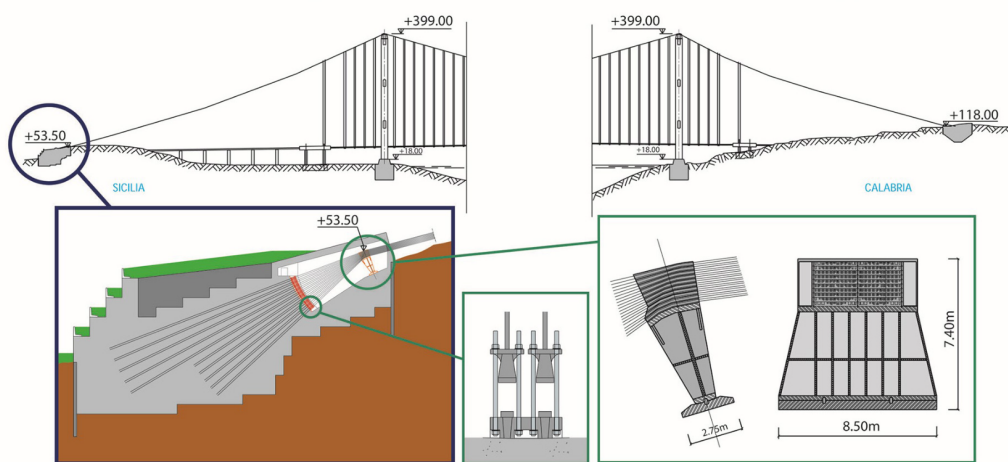 +399.00
+399.00
+53.50
+118.00
+18.00
+18.00
SICILIA
CALABRIA
+53.50
7.40m
2.75m
8.50m